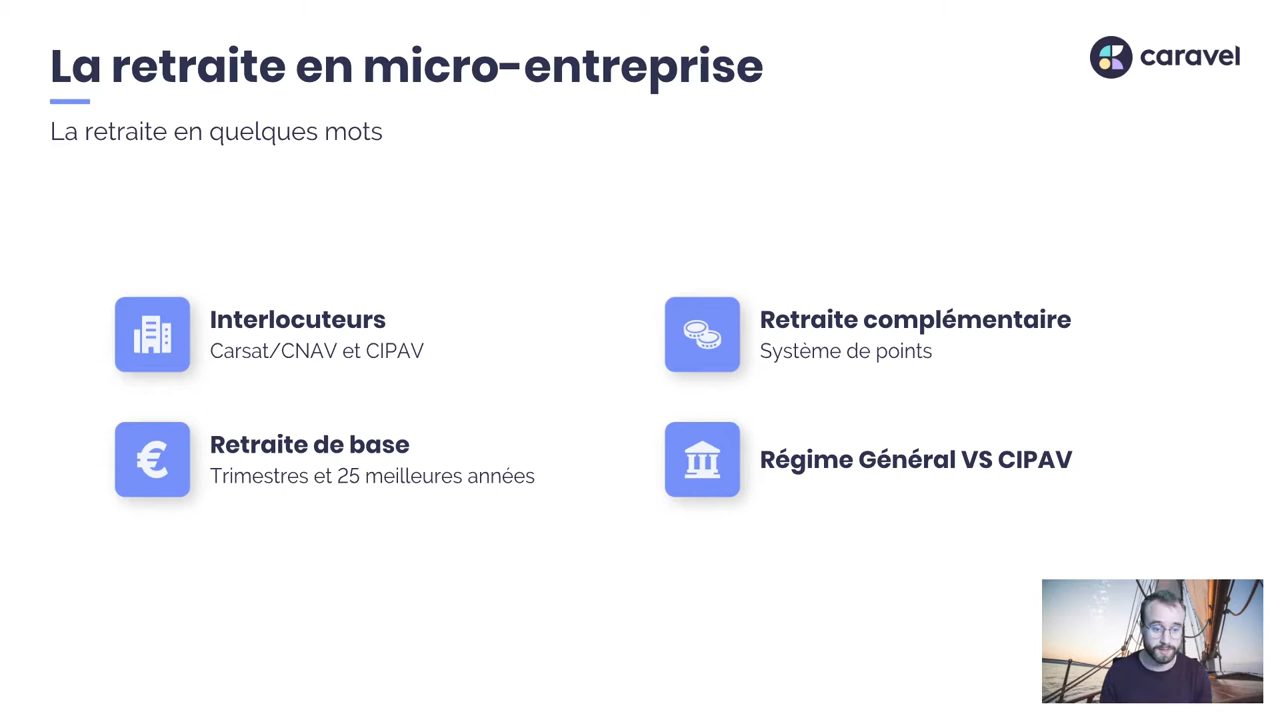 La retraite en micro-entreprise
caravel
La retraite en quelques mots
Interlocuteurs
Carsat/CNAV et CIPAV
Retraite complémentaire
Système de points
€
Retraite de base
Trimestres et 25 meilleures années
Régime Général VS CIPAV